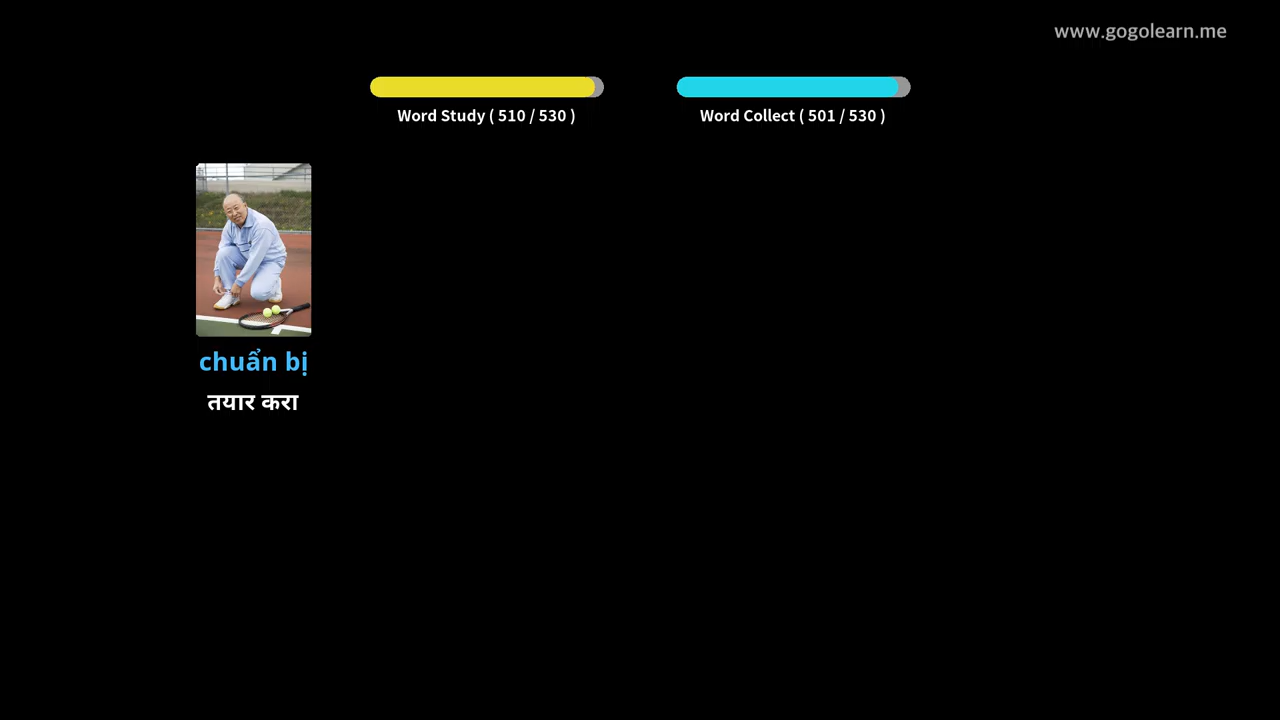 www.gogolearn.me
Word Study ( 510 / 530 )
Word Collect ( 501 / 530 )
chuẩn bị
तयार करा